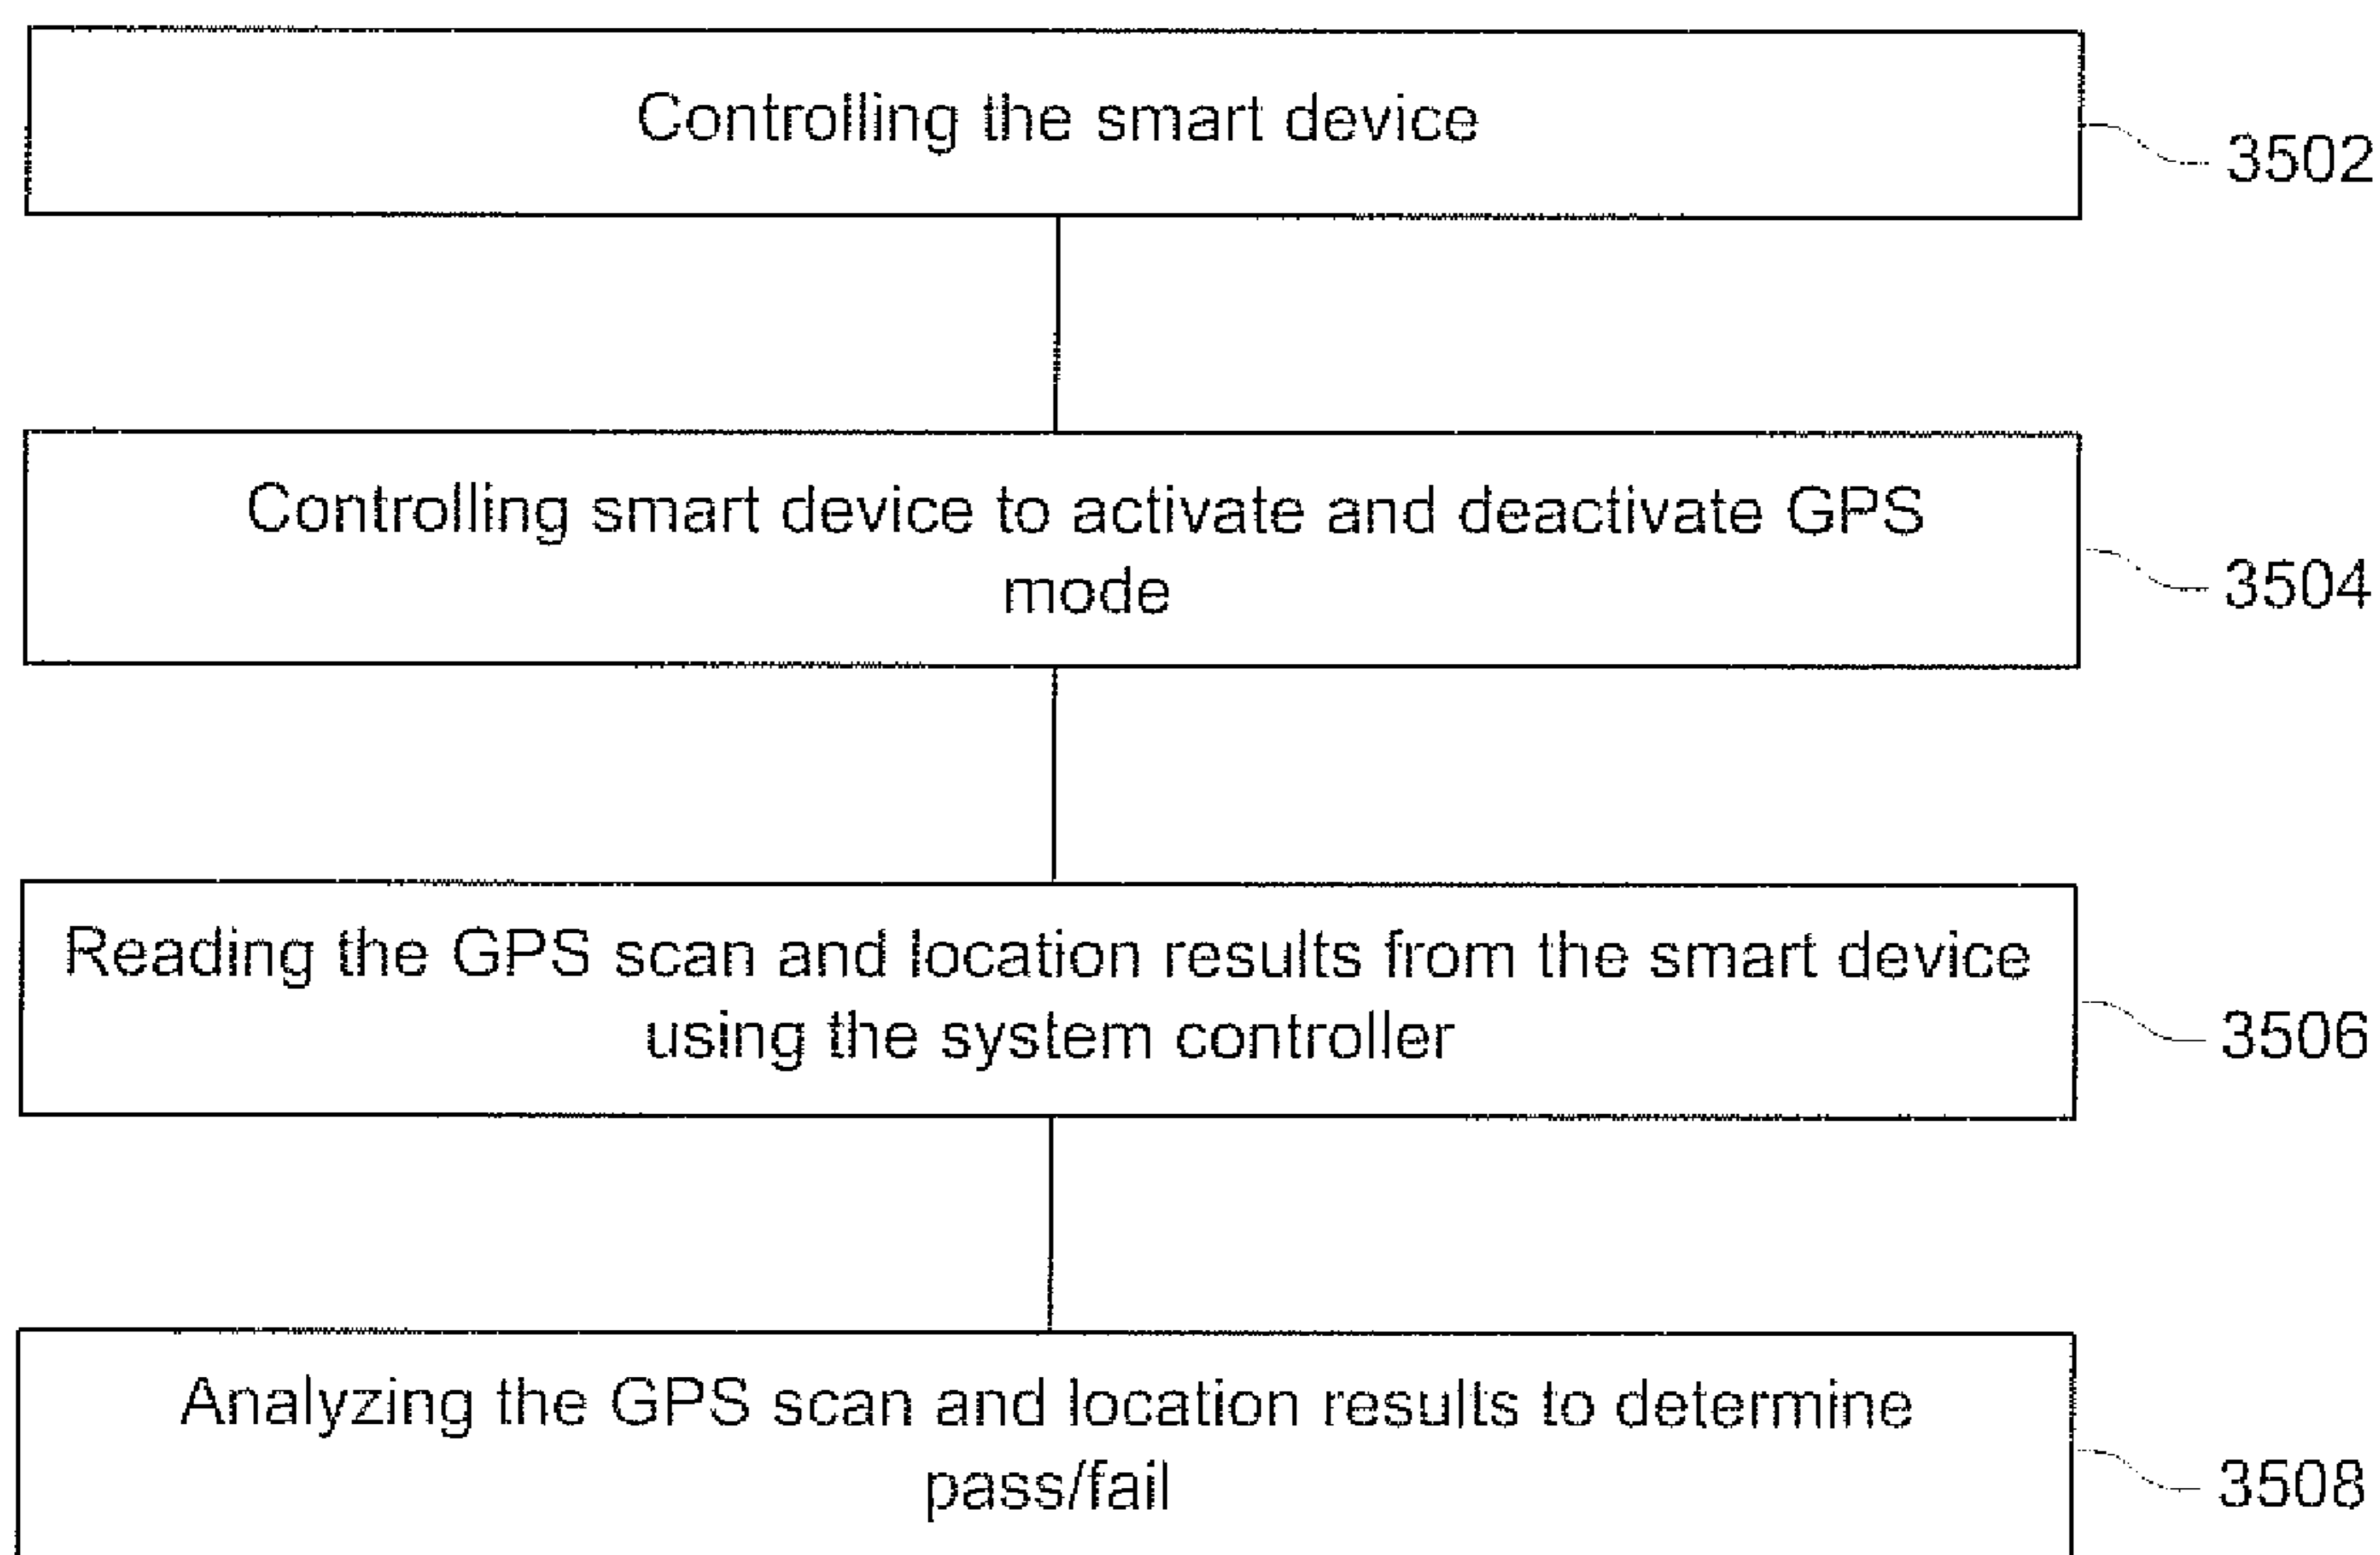 Controlling the smart device
3502
Controlling smart device to activate and deactivate GPS
mode
3504
Reading the GPS scan and location results from the smart device
using the system controller
3506
Analyzing the GPS scan and location results to determine
pass/fail
3508